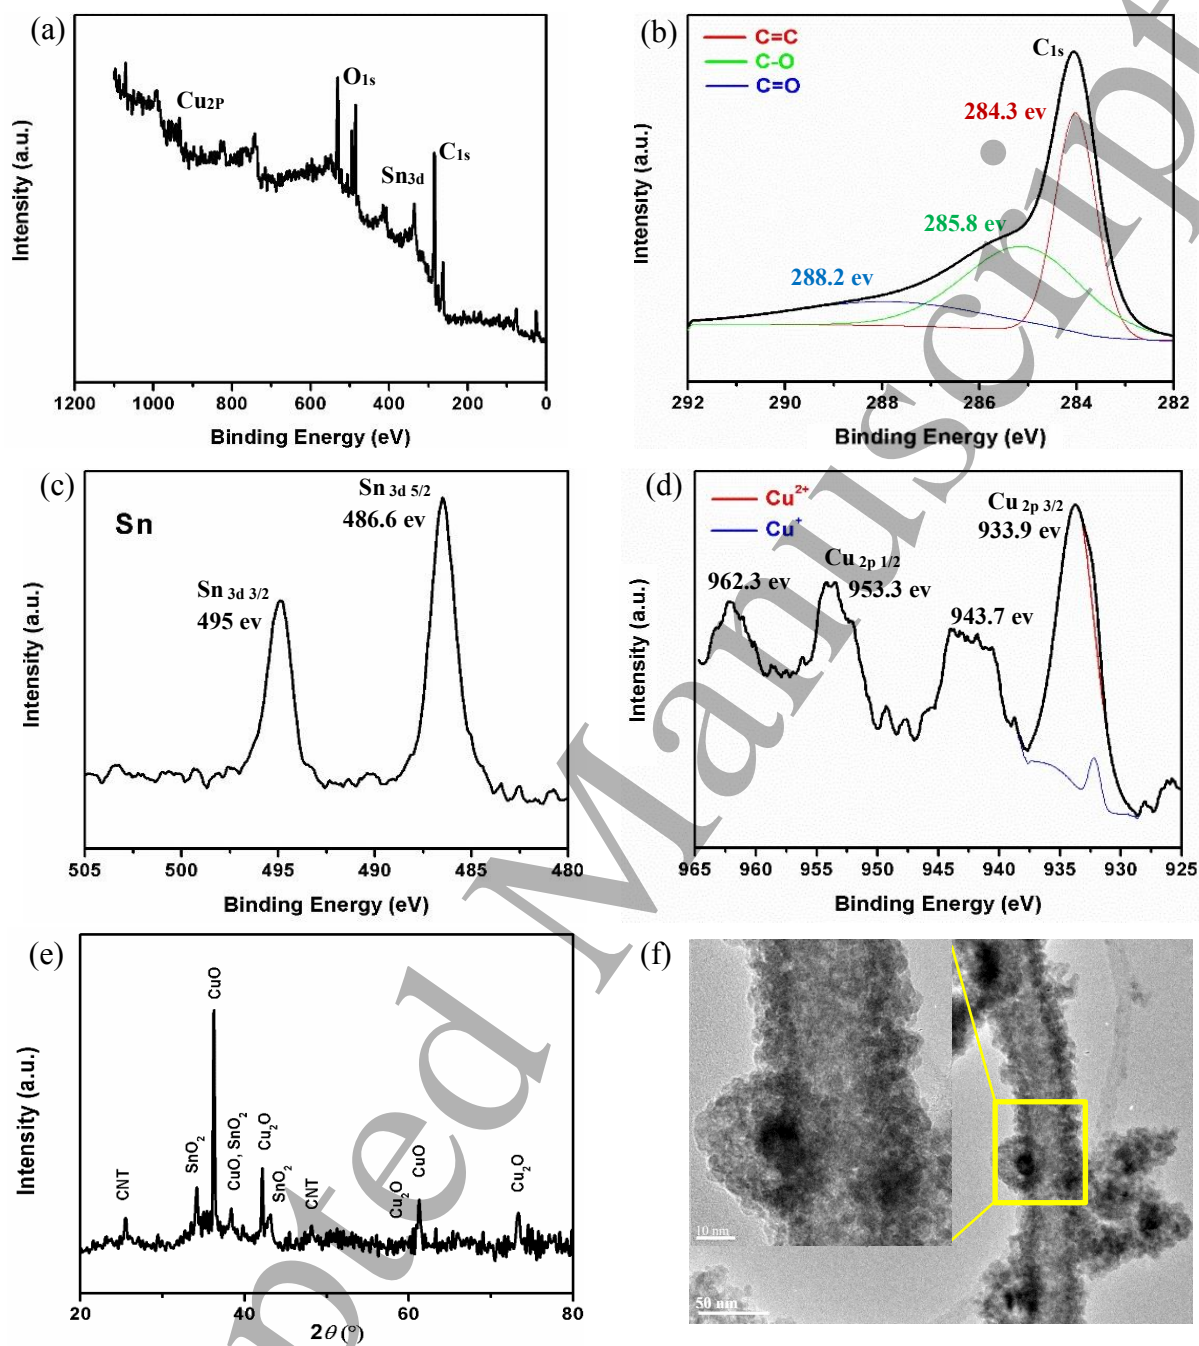 (a)
Cu2P
O1s
Sn3d
C1s
Intensity (a.u.)
1200 1000 800 600 400 200 0
Binding Energy (eV)
(b)
C=C
C-O
C=O
C1s
284.3 ev
285.8 ev
288.2 ev
Intensity (a.u.)
292 290 288 286 284 282
Binding Energy (eV)
(c)
Sn
Sn 3d 5/2
486.6 ev
Sn 3d 3/2
495 ev
Intensity (a.u.)
505 500 495 490 485 480
Binding Energy (eV)
(d)
Cu2+
Cu+
Cu 2p 3/2
933.9 ev
Cu 2p 1/2
953.3 ev
962.3 ev
943.7 ev
Intensity (a.u.)
965 960 955 950 945 940 935 930 925
Binding Energy (eV)
(e)
CNT
SnO2
CuO
CuO, SnO2
Cu2O
SnO2
CNT
Cu2O
CuO
Cu2O
Intensity (a.u.)
20 40 60 80
2θ (°)
(f)
10 nm
50 nm
pted Manuscript